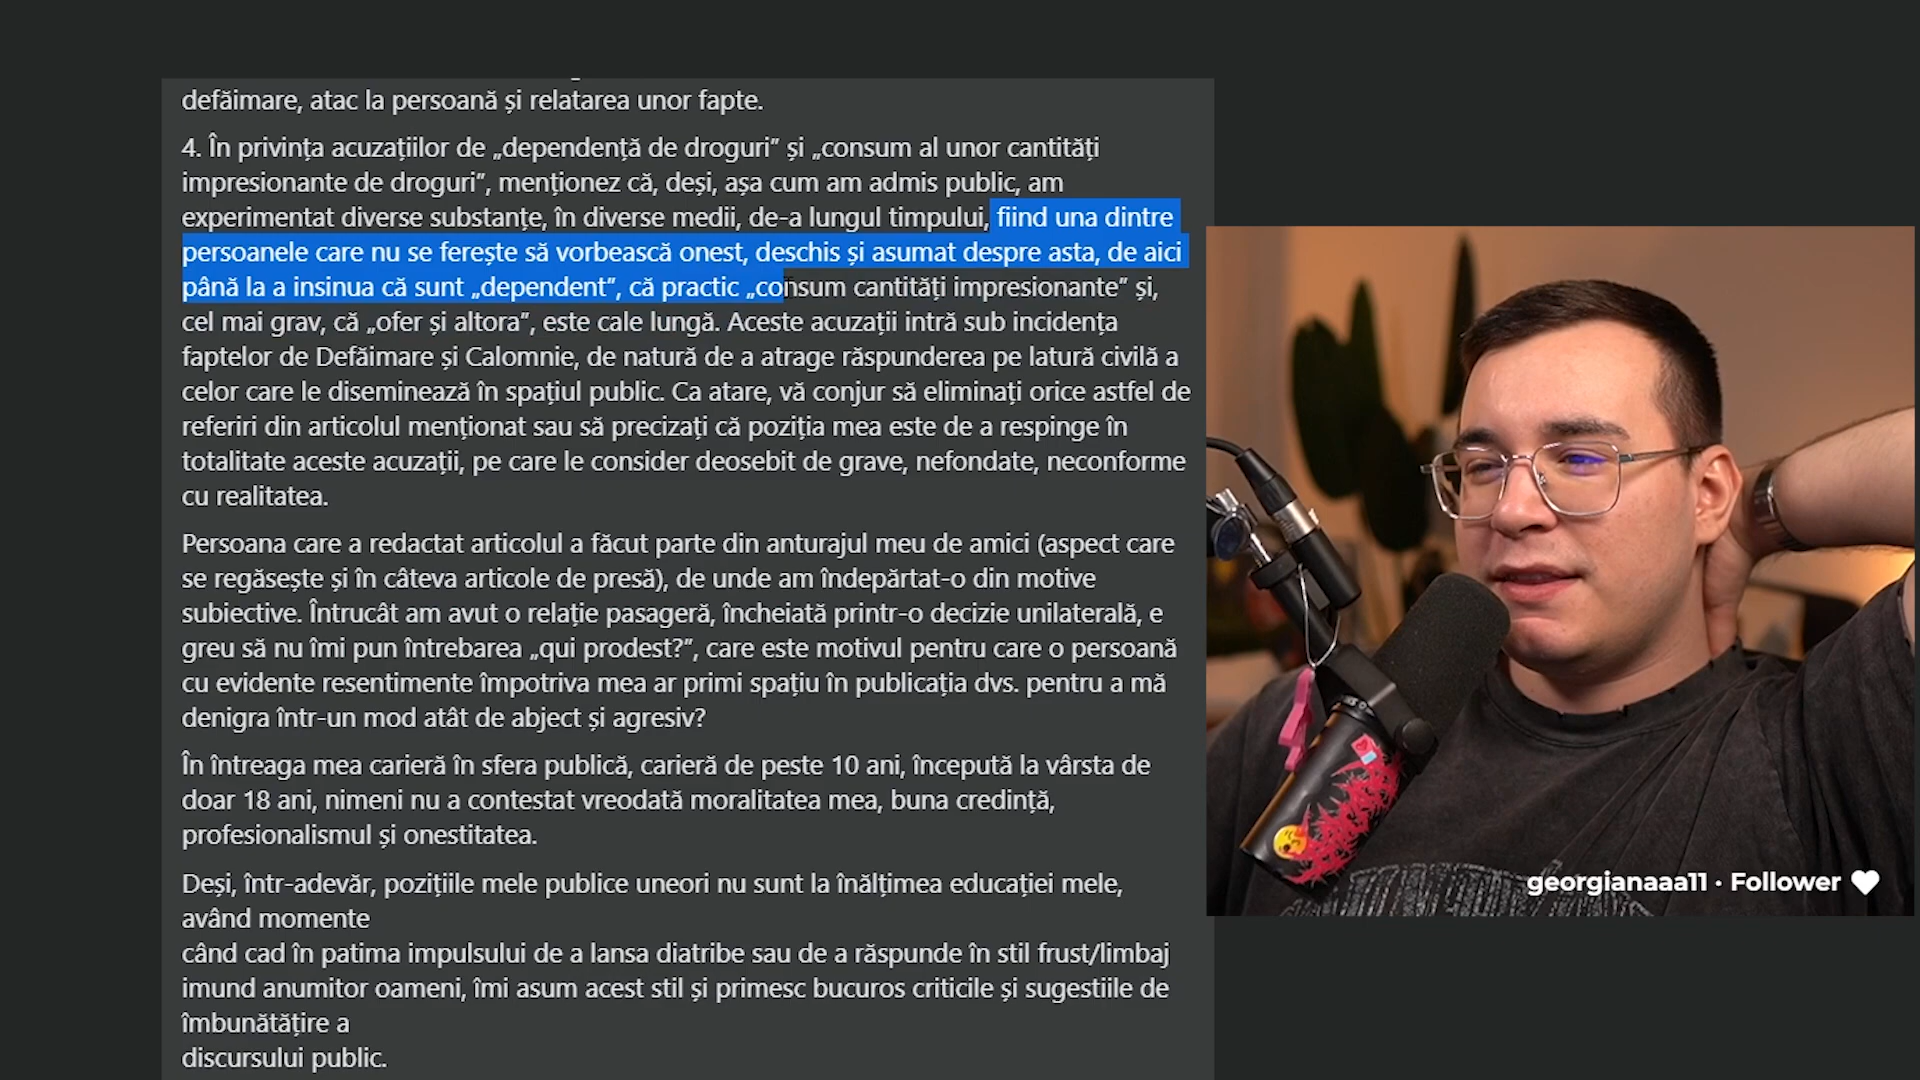 defăimare, atac la persoană și relatarea unor fapte.
4. În privința acuzațiilor de „dependență de droguri” și „consum al unor cantități
impresionante de droguri”, menționez că, deși, așa cum am admis public, am
experimentat diverse substanțe, în diverse medii, de-a lungul timpului, fiind una dintre
persoanele care nu se ferește să vorbească onest, deschis și asumat despre asta, de aici
până la a insinua că sunt „dependent”, că practic „consum cantități impresionante” și,
cel mai grav, că „ofer și altora”, este cale lungă. Aceste acuzații intră sub incidența
faptelor de Defăimare și Calomnie, de natură de a atrage răspunderea pe latură civilă a
celor care le diseminează în spațiul public. Ca atare, vă conjur să eliminați orice astfel de
referiri din articolul menționat sau să precizați că poziția mea este de a respinge în
totalitate aceste acuzații, pe care le consider deosebit de grave, nefondate, neconforme
cu realitatea.
Persoana care a redactat articolul a făcut parte din anturajul meu de amici (aspect care
se regăsește și în câteva articole de presă), de unde am îndepărtat-o din motive
subiective. Întrucât am avut o relație pasageră, încheiată printr-o decizie unilaterală, e
greu să nu îmi pun întrebarea „qui prodest?”, care este motivul pentru care o persoană
cu evidente resentimente împotriva mea ar primi spațiu în publicația dvs. pentru a mă
denigra într-un mod atât de abject și agresiv?
În întreaga mea carieră în sfera publică, carieră de peste 10 ani, începută la vârsta de
doar 18 ani, nimeni nu a contestat vreodată moralitatea mea, buna credință,
profesionalismul și onestitatea.
Deși, într-adevăr, pozițiile mele publice uneori nu sunt la înălțimea educației mele,
având momente
când cad în patima impulsului de a lansa diatribe sau de a răspunde în stil frust/limbaj
imund anumitor oameni, îmi asum acest stil și primesc bucuros criticile și sugestiile de
îmbunătățire a
discursului public.
georgianaaa11 · Follower